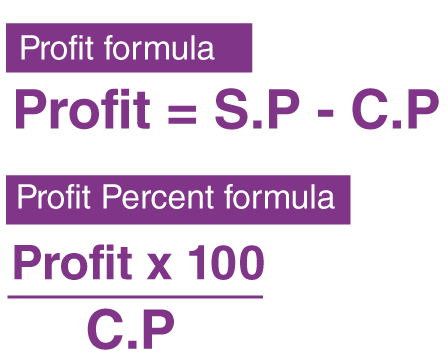 Profit formula
Profit = S.P - C.P
Profit Percent formula
Profit x 100
C.P